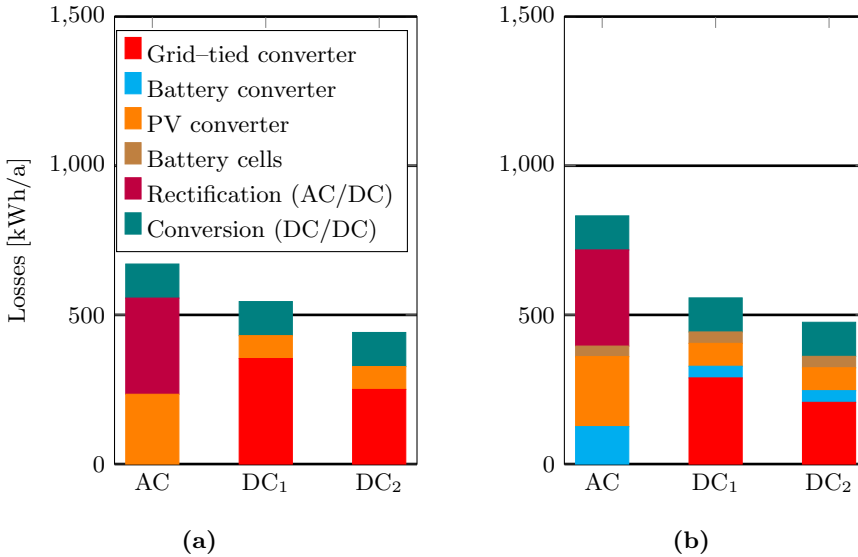 1,500
1,000
500
0
Losses [kWh/a]
Grid–tied converter
Battery converter
PV converter
Battery cells
Rectification (AC/DC)
Conversion (DC/DC)
AC DC₁ DC₂
(a)
1,500
1,000
500
0
AC DC₁ DC₂
(b)